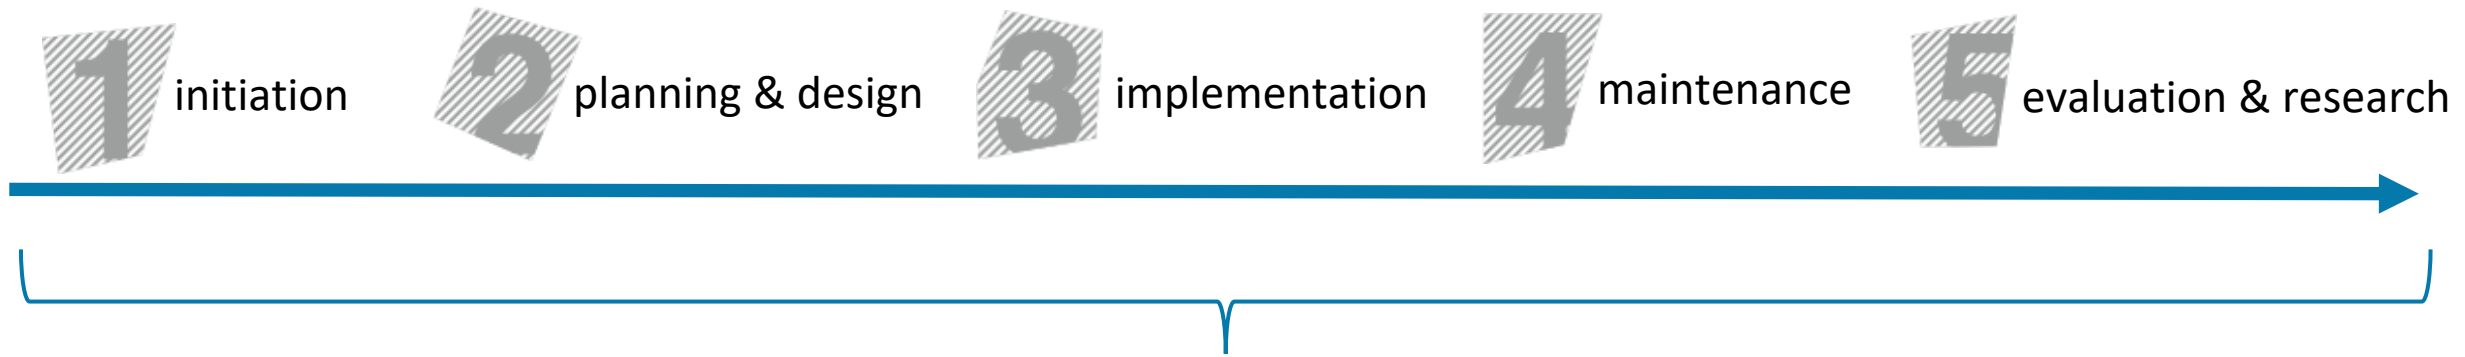 1 initiation 2 planning & design 3 implementation 4 maintenance 5 evaluation & research